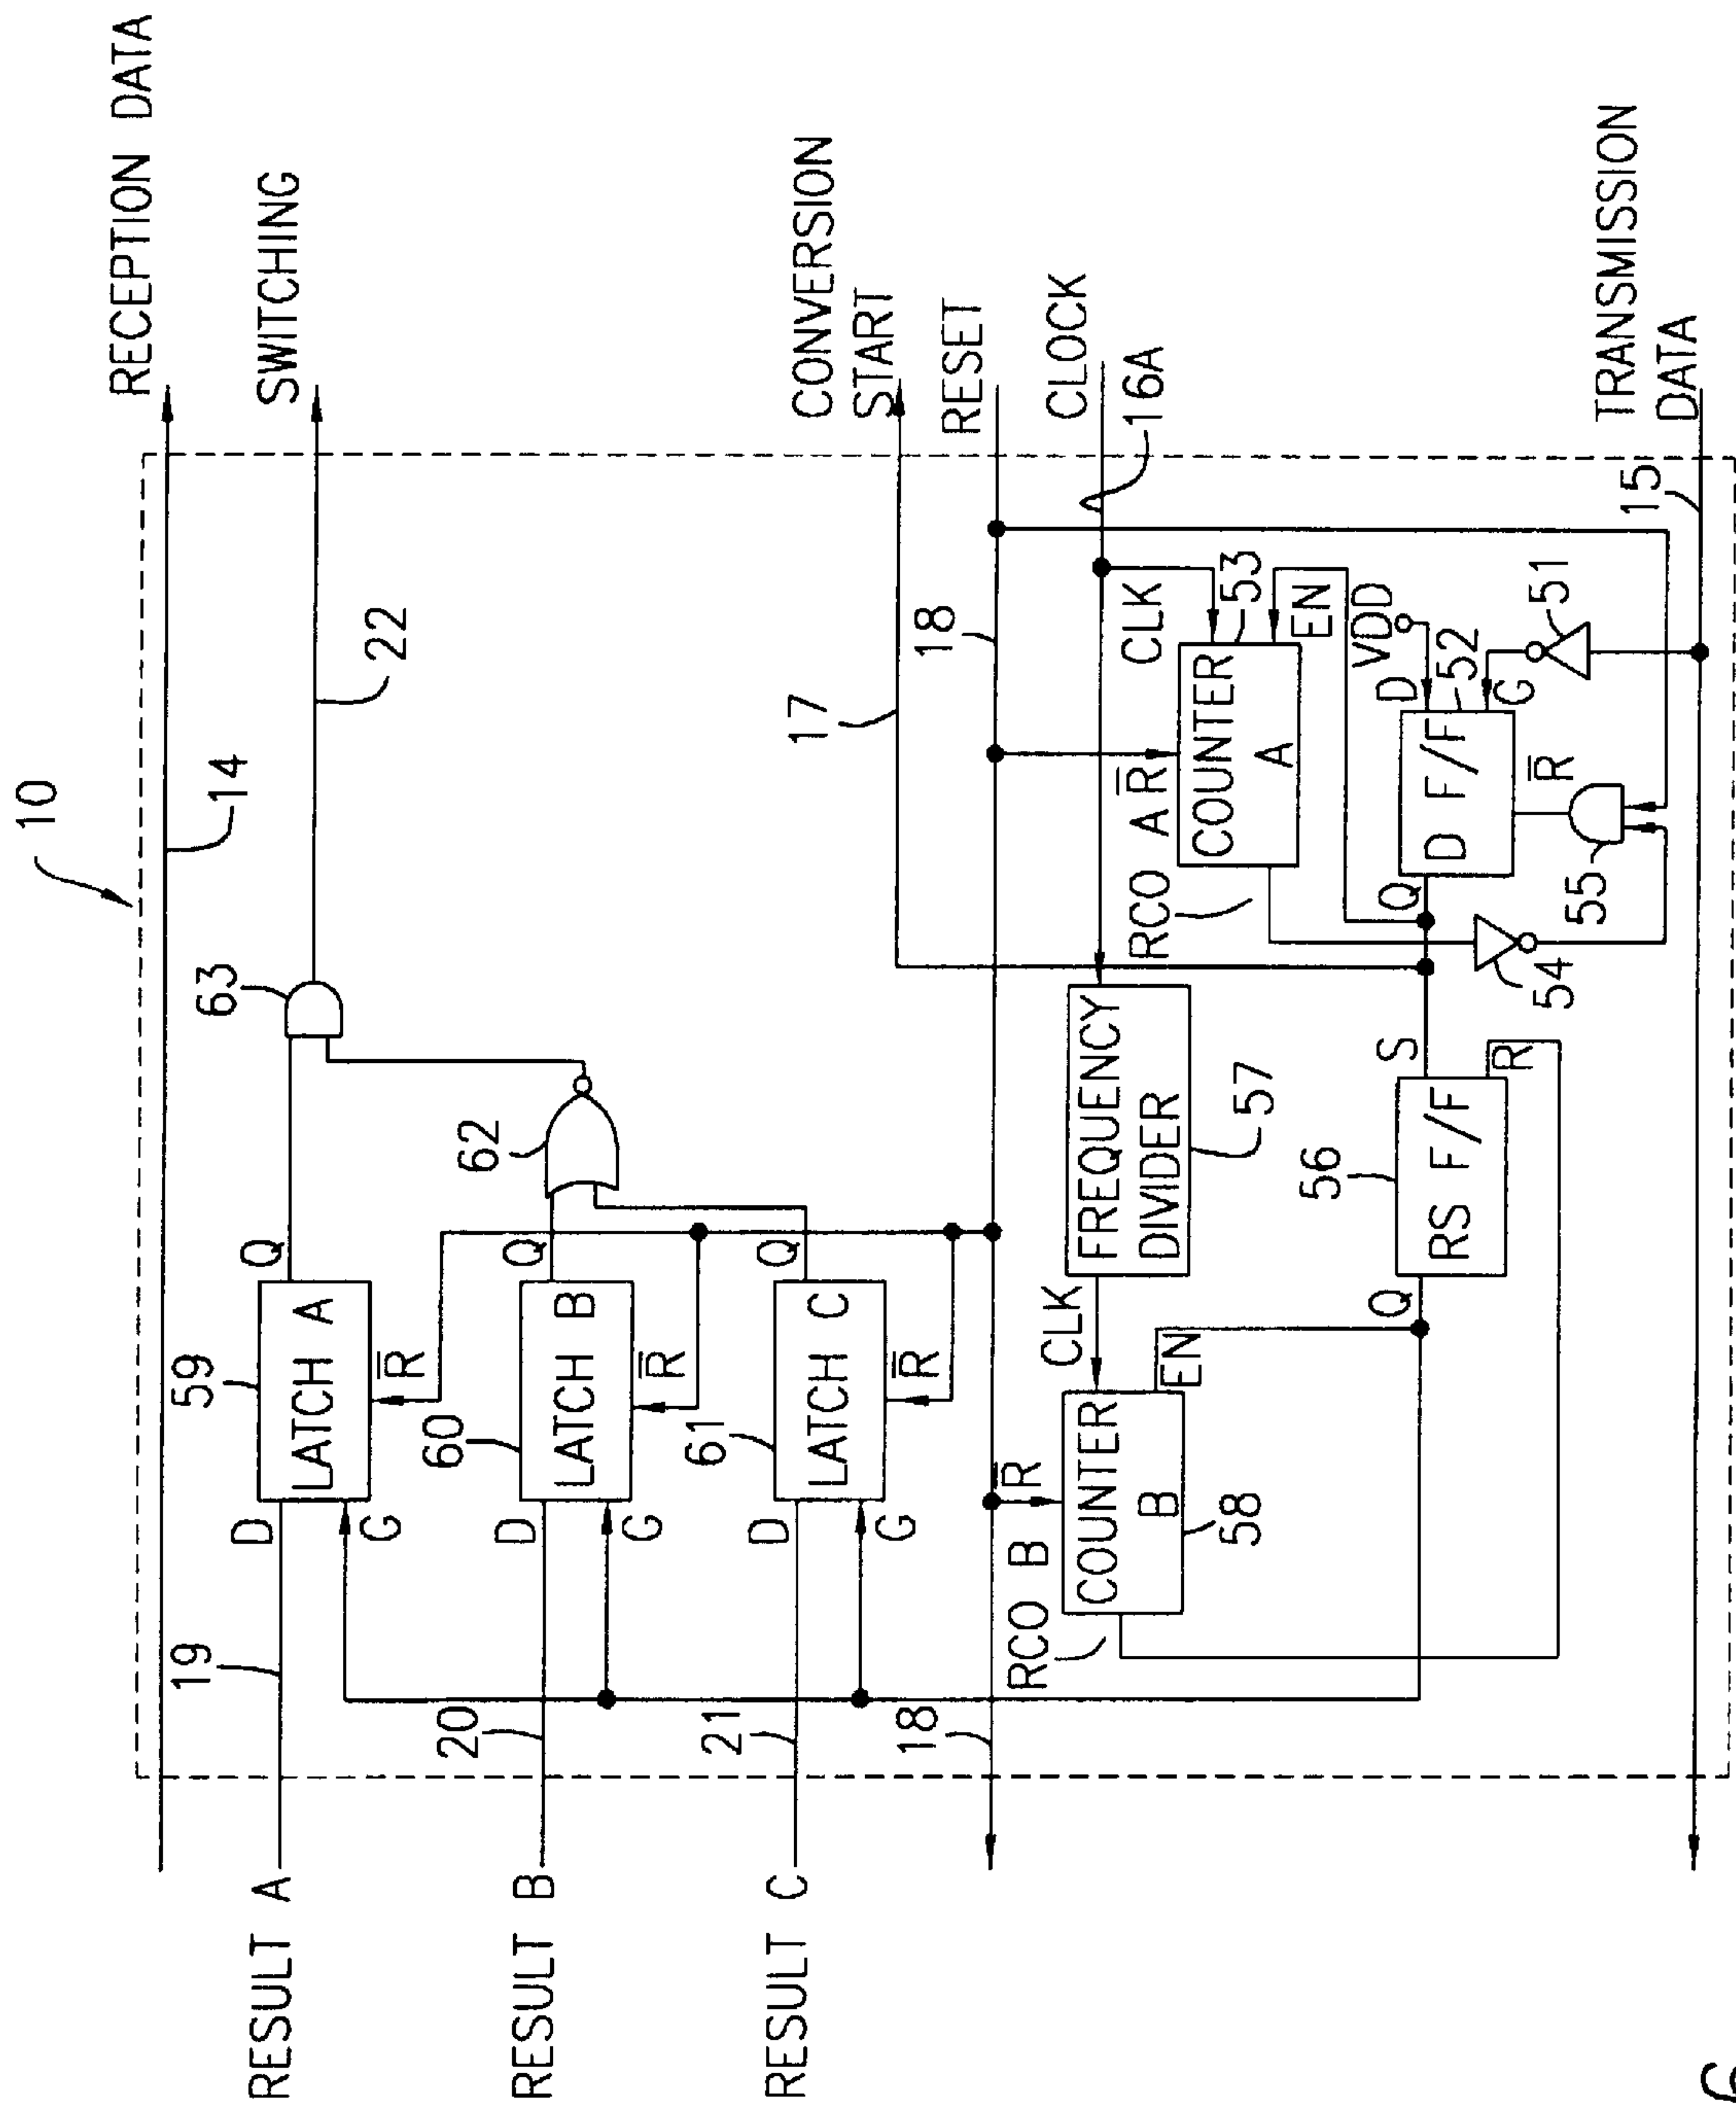 10
RECEPTION DATA
14
SWITCHING
22
63
59
LATCH A
D
G
Q
R̅
19
RESULT A
62
60
LATCH B
D
G
Q
R̅
20
RESULT B
61
LATCH C
D
G
Q
R̅
21
RESULT C
17
CONVERSION
START
18
RESET
18
CLOCK
16A
RCO B
R̅
COUNTER
B
58
CLK
EN
FREQUENCY
DIVIDER
57
RCO A
R̅
COUNTER
A
53
CLK
EN
Q
RS F/F
56
S
R
Q
D F/F
52
D
VDD
G
R̅
54
55
51
15
TRANSMISSION
DATA